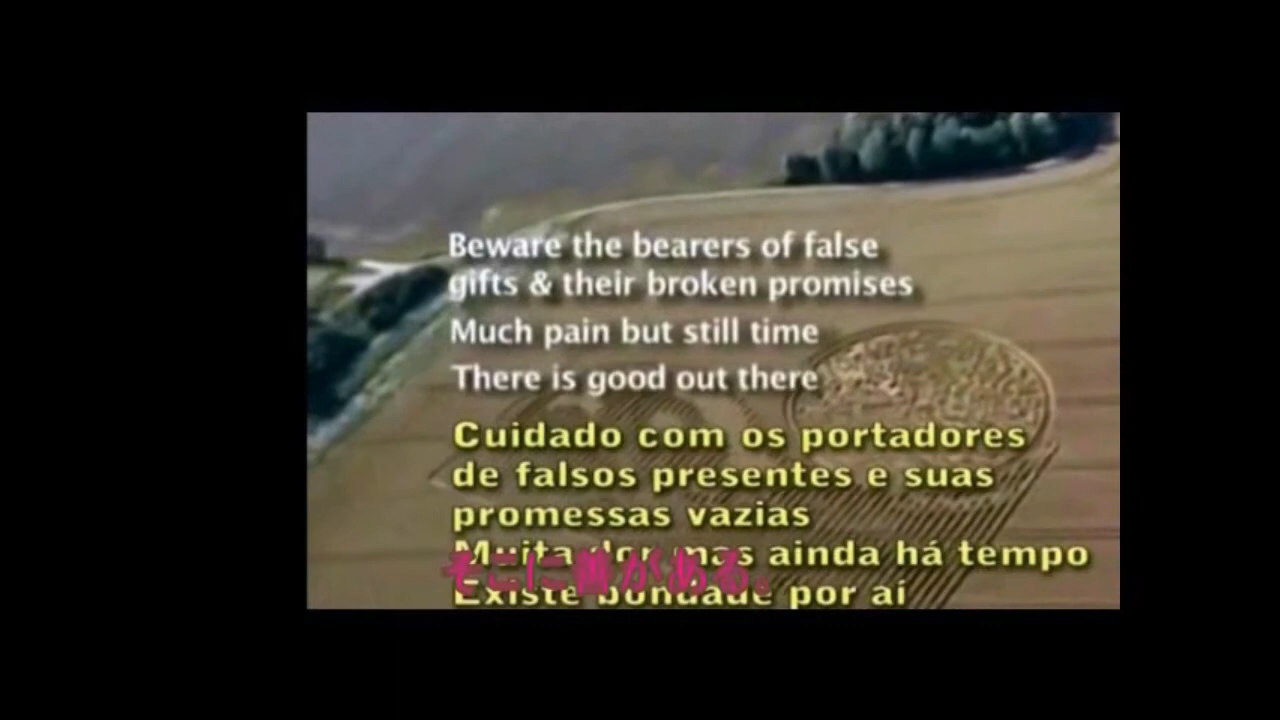 Beware the bearers of false
gifts & their broken promises
Much pain but still time
There is good out there
Cuidado com os portadores
de falsos presentes e suas
promessas vazias
Muita dor mas ainda há tempo
そこに善がある。
Existe bondade por aí